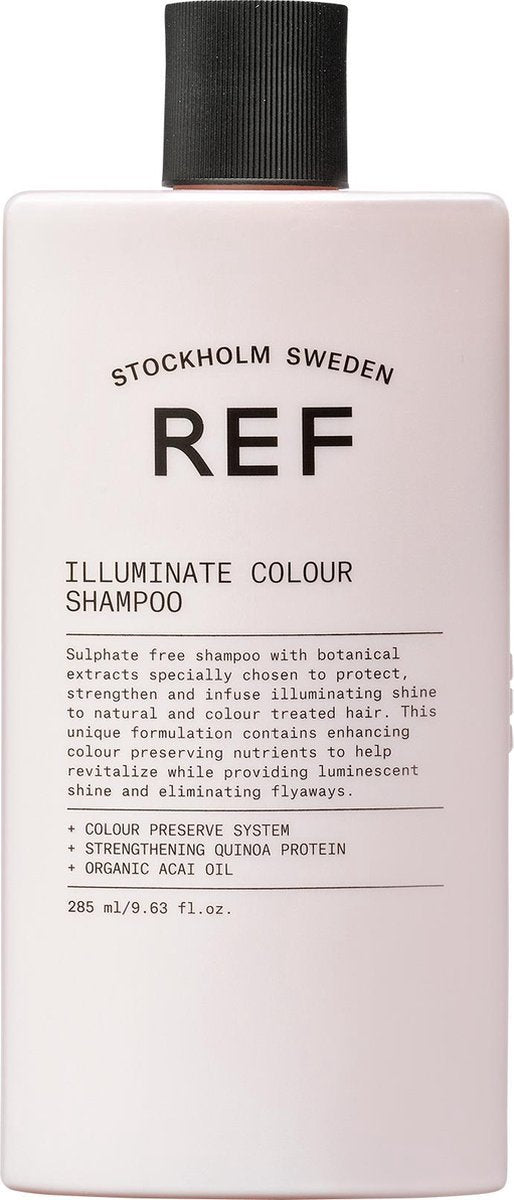 STOCKHOLM SWEDEN
REF
ILLUMINATE COLOUR
SHAMPOO
Sulphate free shampoo with botanical
extracts specially chosen to protect,
strengthen and infuse illuminating shine
to natural and colour treated hair. This
unique formulation contains enhancing
colour preserving nutrients to help
revitalize while providing luminescent
shine and eliminating flyaways.
+ COLOUR PRESERVE SYSTEM
+ STRENGTHENING QUINOA PROTEIN
+ ORGANIC ACAI OIL
285 ml/9.63 fl.oz.